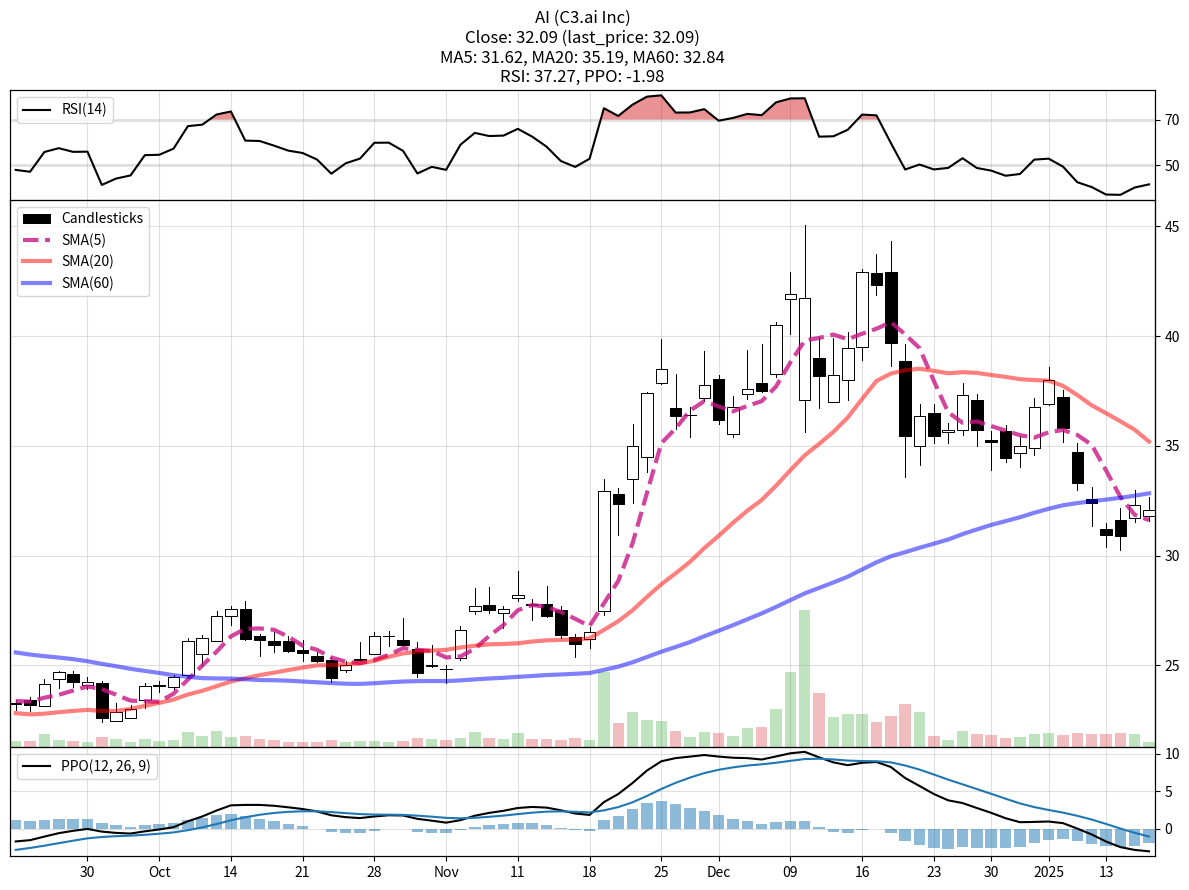 AI (C3.ai Inc)
Close: 32.09 (last_price: 32.09)
MA5: 31.62, MA20: 35.19, MA60: 32.84
RSI: 37.27, PPO: -1.98
RSI(14)
70
50
Candlesticks
SMA(5)
SMA(20)
SMA(60)
45
40
35
30
25
PPO(12, 26, 9)
10
5
0
30 Oct 14 21 28 Nov 11 18 25 Dec 09 16 23 30 2025 13